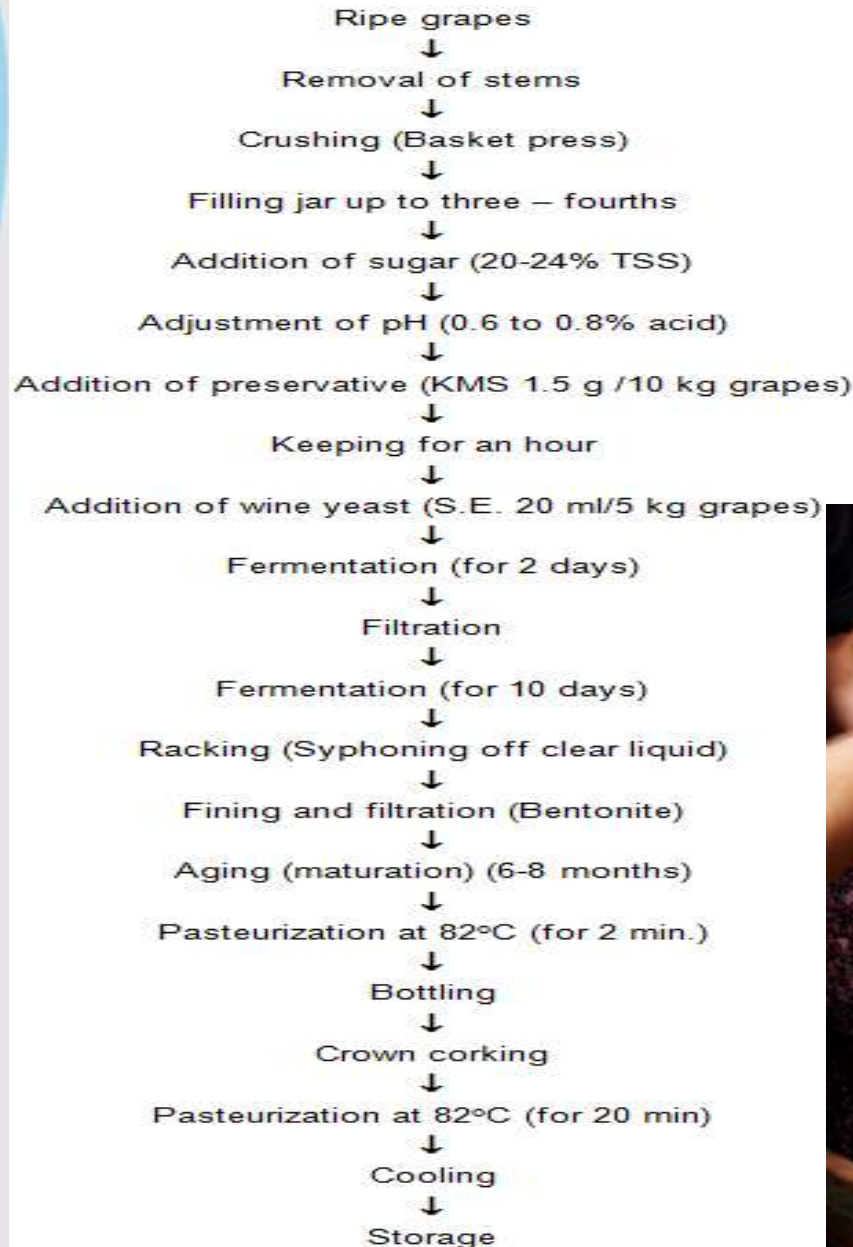 Ripe grapes
↓
Removal of stems
↓
Crushing (Basket press)
↓
Filling jar up to three – fourths
↓
Addition of sugar (20-24% TSS)
↓
Adjustment of pH (0.6 to 0.8% acid)
↓
Addition of preservative (KMS 1.5 g /10 kg grapes)
↓
Keeping for an hour
↓
Addition of wine yeast (S.E. 20 ml/5 kg grapes)
↓
Fermentation (for 2 days)
↓
Filtration
↓
Fermentation (for 10 days)
↓
Racking (Syphoning off clear liquid)
↓
Fining and filtration (Bentonite)
↓
Aging (maturation) (6-8 months)
↓
Pasteurization at 82ºC (for 2 min.)
↓
Bottling
↓
Crown corking
↓
Pasteurization at 82ºC (for 20 min)
↓
Cooling
↓
Storage